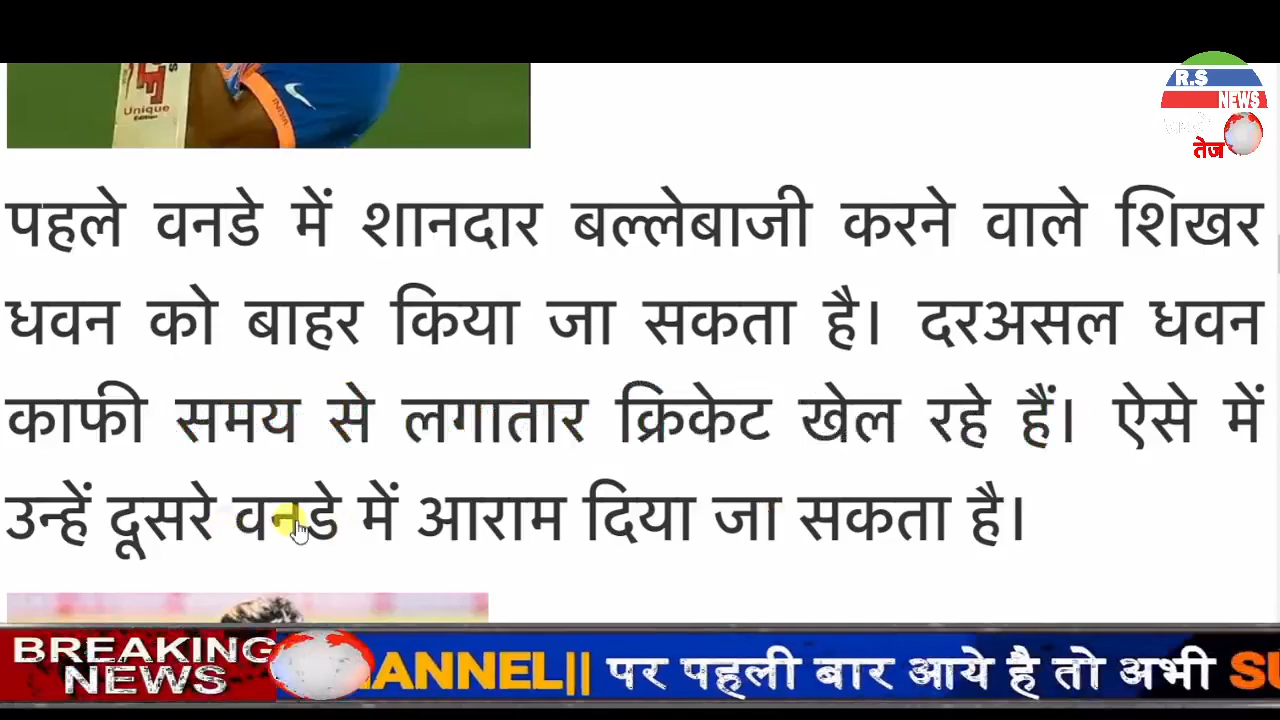 Unique
Edition
R.S
NEWS
तेज
पहले वनडे में शानदार बल्लेबाजी करने वाले शिखर
धवन को बाहर किया जा सकता है। दरअसल धवन
काफी समय से लगातार क्रिकेट खेल रहे हैं। ऐसे में
उन्हें दूसरे वनडे में आराम दिया जा सकता है।
BREAKING
NEWS
ANNEL|| पर पहली बार आये है तो अभी SU